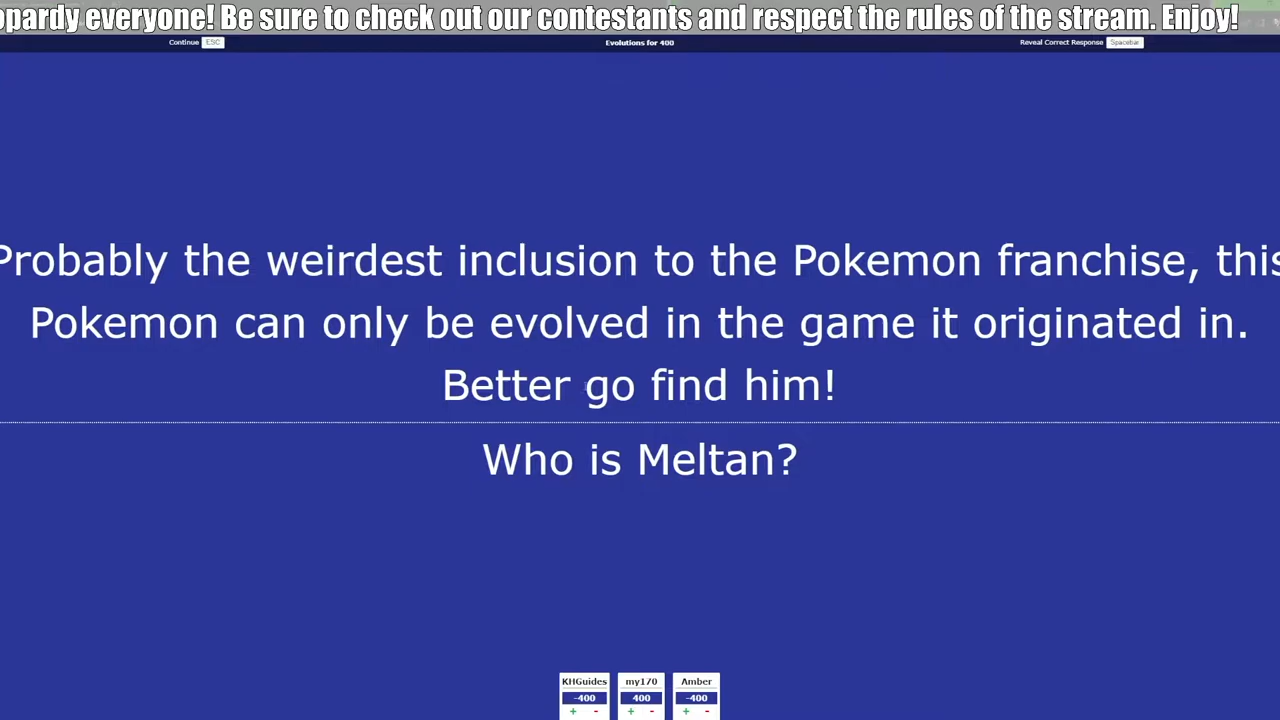 opardy everyone! Be sure to check out our contestants and respect the rules of the stream. Enjoy!
Continue ESC
Evolutions for 400
Reveal Correct Response Spacebar
Probably the weirdest inclusion to the Pokemon franchise, this
Pokemon can only be evolved in the game it originated in.
Better go find him!
Who is Meltan?
KHGuides my170 Amber
-400 400 -400
+ - + - + -